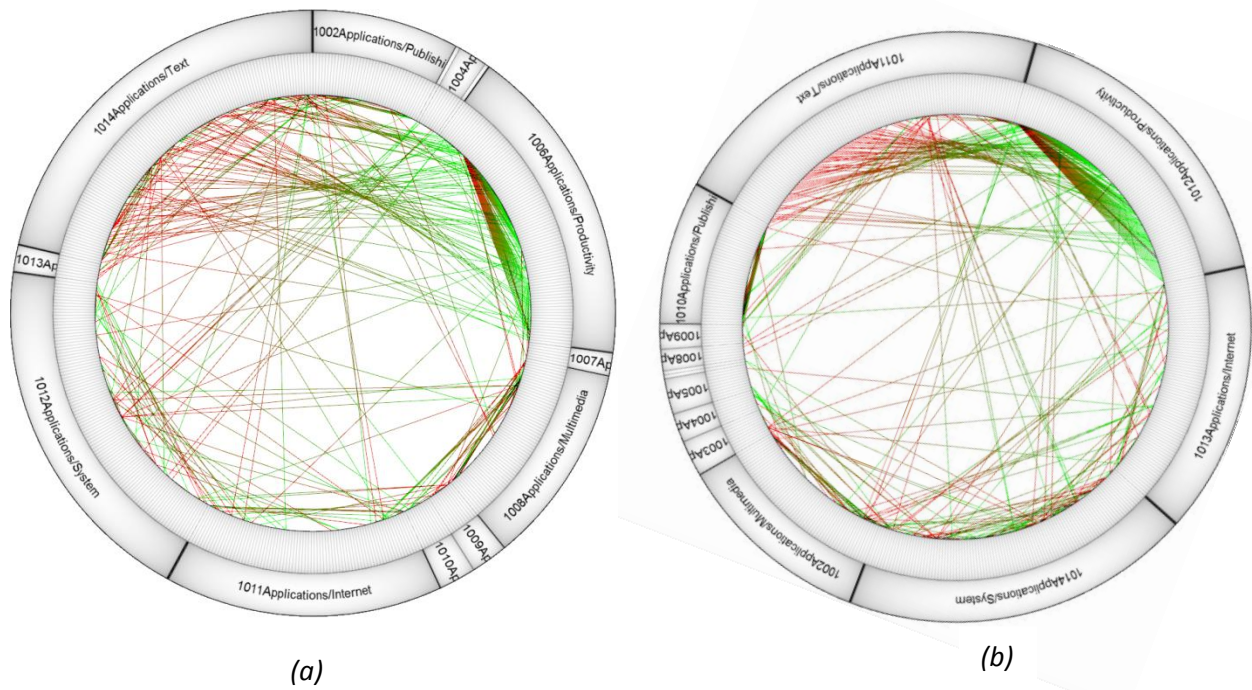 1002Applications/Publishi
1004Ap
1006Applications/Productivity
1007Ap
1008Applications/Multimedia
1009Ap
1010Ap
1011Applications/Internet
1012Applications/System
1013Ap
1014Applications/Text
(a)
1011Applications/Text
1012Applications/Productivity
1013Applications/Internet
1014Applications/System
1002Applications/Multimedia
1003Ap
1004Ap
1005Ap
1008Ap
1009Ap
1010Applications/Publishi
(b)